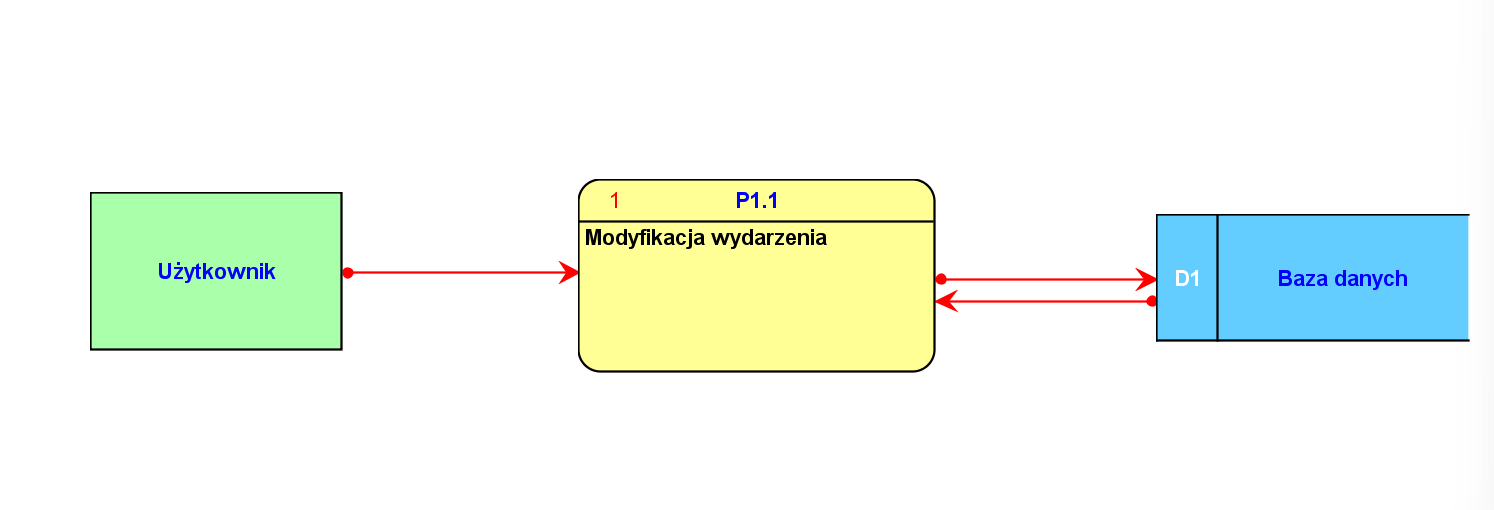 Użytkownik
1 P1.1
Modyfikacja wydarzenia
D1 Baza danych